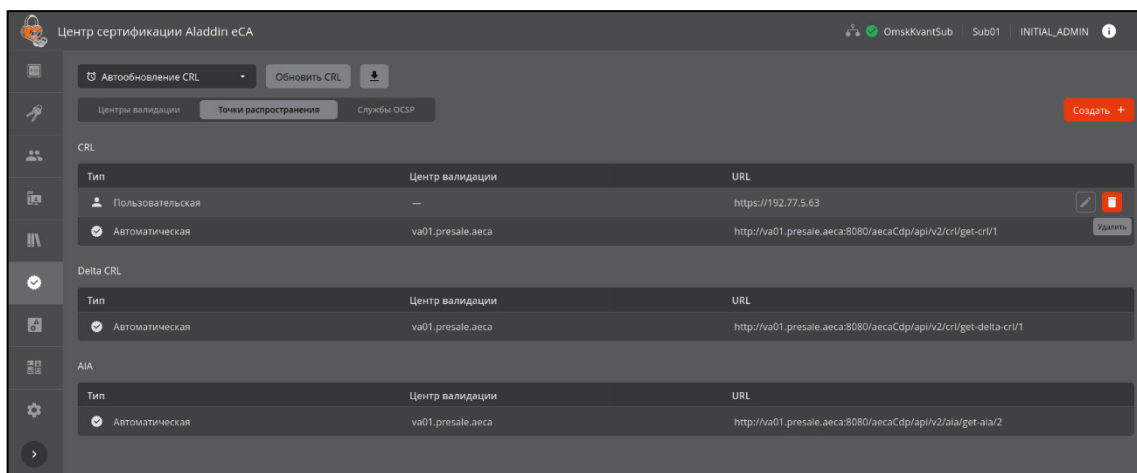 Центр сертификации Aladdin eCA
OmskKvantSub Sub01 INITIAL_ADMIN
Автообновление CRL Обновить CRL
Центры валидации Точки распространения Службы OCSP Создать +
CRL
Тип Центр валидации URL
Пользовательская — https://192.77.5.63
Автоматическая va01.presale.aeca http://va01.presale.aeca:8080/aecaCdp/api/v2/crl/get-crl/1
Удалить
Delta CRL
Тип Центр валидации URL
Автоматическая va01.presale.aeca http://va01.presale.aeca:8080/aecaCdp/api/v2/crl/get-delta-crl/1
AIA
Тип Центр валидации URL
Автоматическая va01.presale.aeca http://va01.presale.aeca:8080/aecaCdp/api/v2/aia/get-aia/2